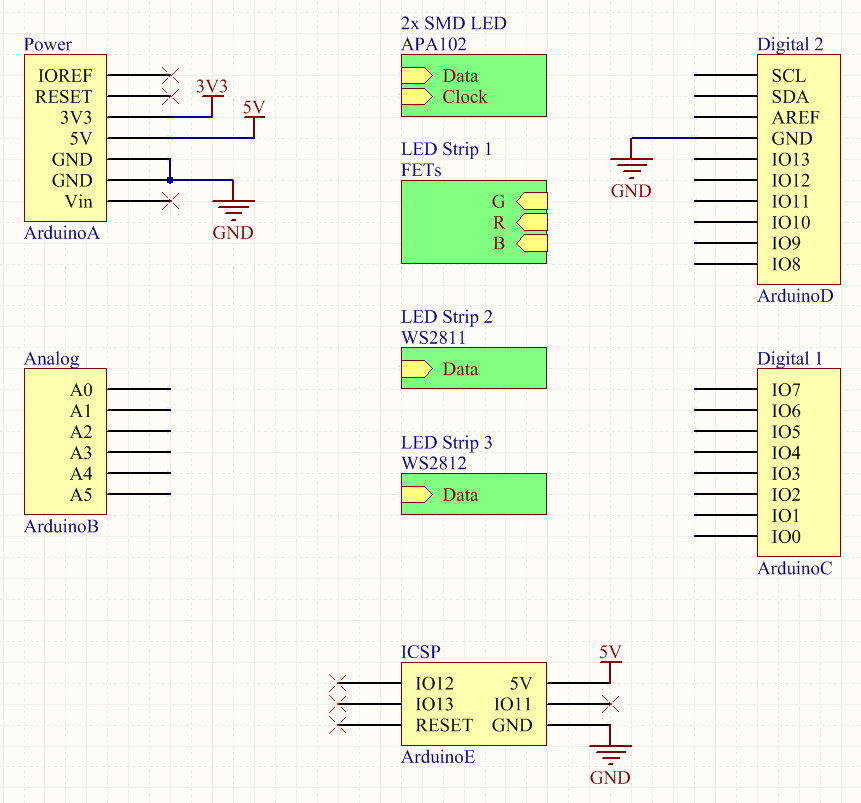 Power
IOREF
RESET
3V3
5V
GND
GND
Vin
ArduinoA
3V3
5V
GND
2x SMD LED
APA102
Data
Clock
LED Strip 1
FETs
G
R
B
LED Strip 2
WS2811
Data
LED Strip 3
WS2812
Data
Digital 2
SCL
SDA
AREF
GND
IO13
IO12
IO11
IO10
IO9
IO8
ArduinoD
GND
Analog
A0
A1
A2
A3
A4
A5
ArduinoB
Digital 1
IO7
IO6
IO5
IO4
IO3
IO2
IO1
IO0
ArduinoC
ICSP
IO12 5V
IO13 IO11
RESET GND
ArduinoE
5V
GND